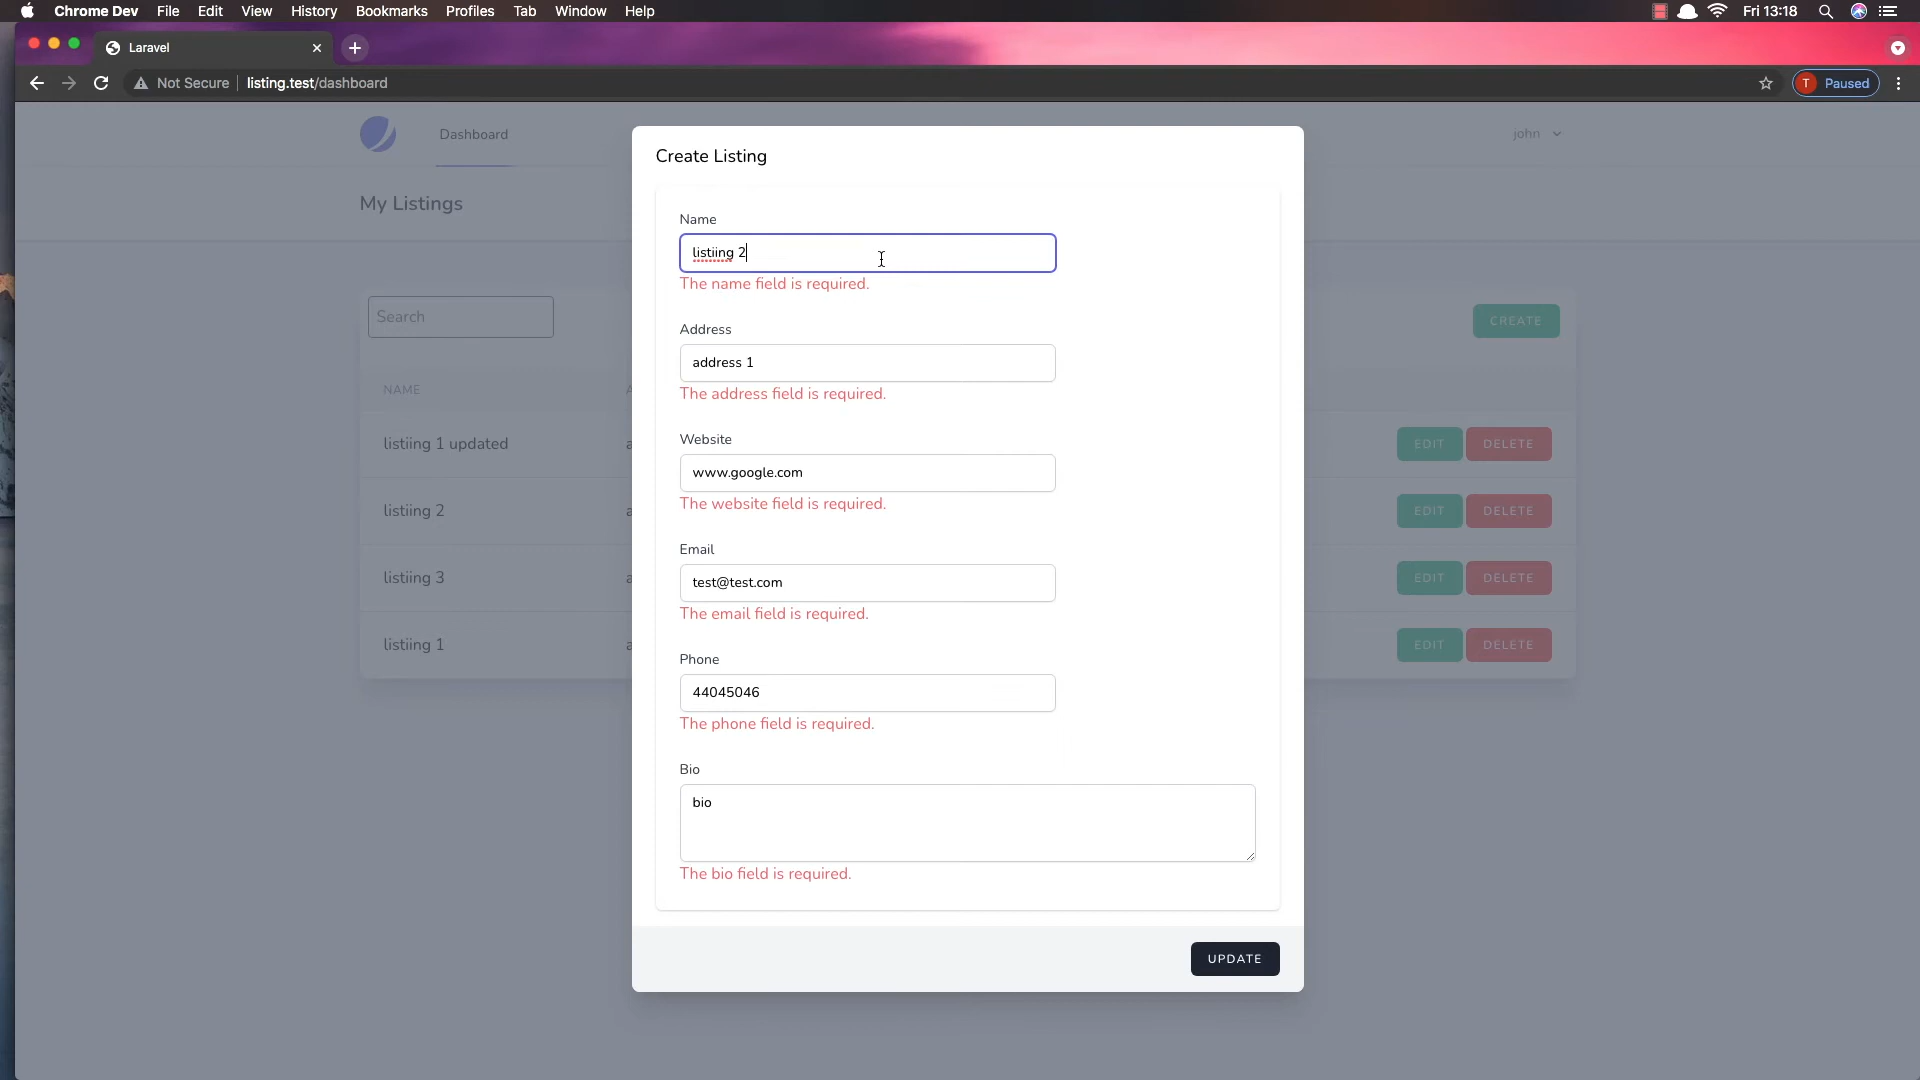 Chrome Dev File Edit View History Bookmarks Profiles Tab Window Help Fri 13:18
Laravel
Not Secure listing.test/dashboard T Paused
Dashboard john
Create Listing
My Listings
Name
listiing 2
The name field is required.
Search
CREATE
Address
address 1
The address field is required.
NAME A
Website
listiing 1 updated a EDIT DELETE
www.google.com
The website field is required.
listiing 2 a EDIT DELETE
Email
test@test.com
listiing 3 a EDIT DELETE
The email field is required.
Phone
listiing 1 a EDIT DELETE
44045046
The phone field is required.
Bio
bio
The bio field is required.
UPDATE